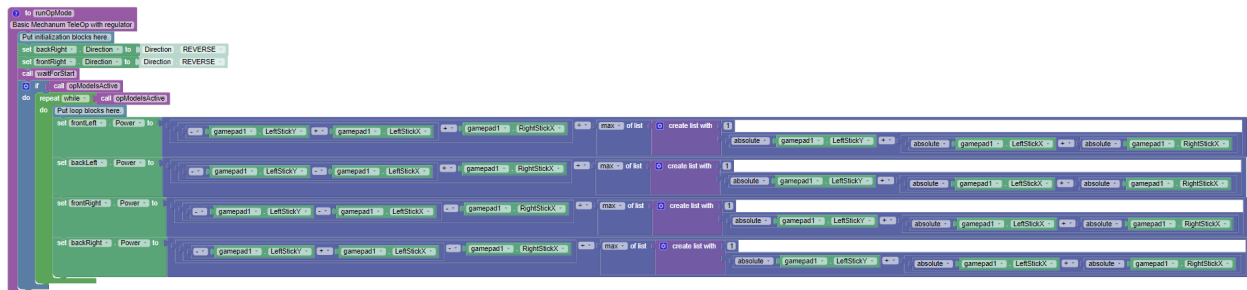 to runOpMode
Basic Mechanum TeleOp with regulator
Put initialization blocks here.
set backRight . Direction to Direction REVERSE
set frontRight . Direction to Direction REVERSE
call waitForStart
if call opModeIsActive
do repeat while call opModeIsActive
do Put loop blocks here.
set frontLeft . Power to - gamepad1 . LeftStickY + gamepad1 . LeftStickX + gamepad1 . RightStickX ÷ max of list create list with 1
absolute gamepad1 . LeftStickY + absolute gamepad1 . LeftStickX + absolute gamepad1 . RightStickX
set backLeft . Power to - gamepad1 . LeftStickY - gamepad1 . LeftStickX + gamepad1 . RightStickX ÷ max of list create list with 1
absolute gamepad1 . LeftStickY + absolute gamepad1 . LeftStickX + absolute gamepad1 . RightStickX
set frontRight . Power to - gamepad1 . LeftStickY - gamepad1 . LeftStickX - gamepad1 . RightStickX ÷ max of list create list with 1
absolute gamepad1 . LeftStickY + absolute gamepad1 . LeftStickX + absolute gamepad1 . RightStickX
set backRight . Power to - gamepad1 . LeftStickY + gamepad1 . LeftStickX - gamepad1 . RightStickX ÷ max of list create list with 1
absolute gamepad1 . LeftStickY + absolute gamepad1 . LeftStickX + absolute gamepad1 . RightStickX